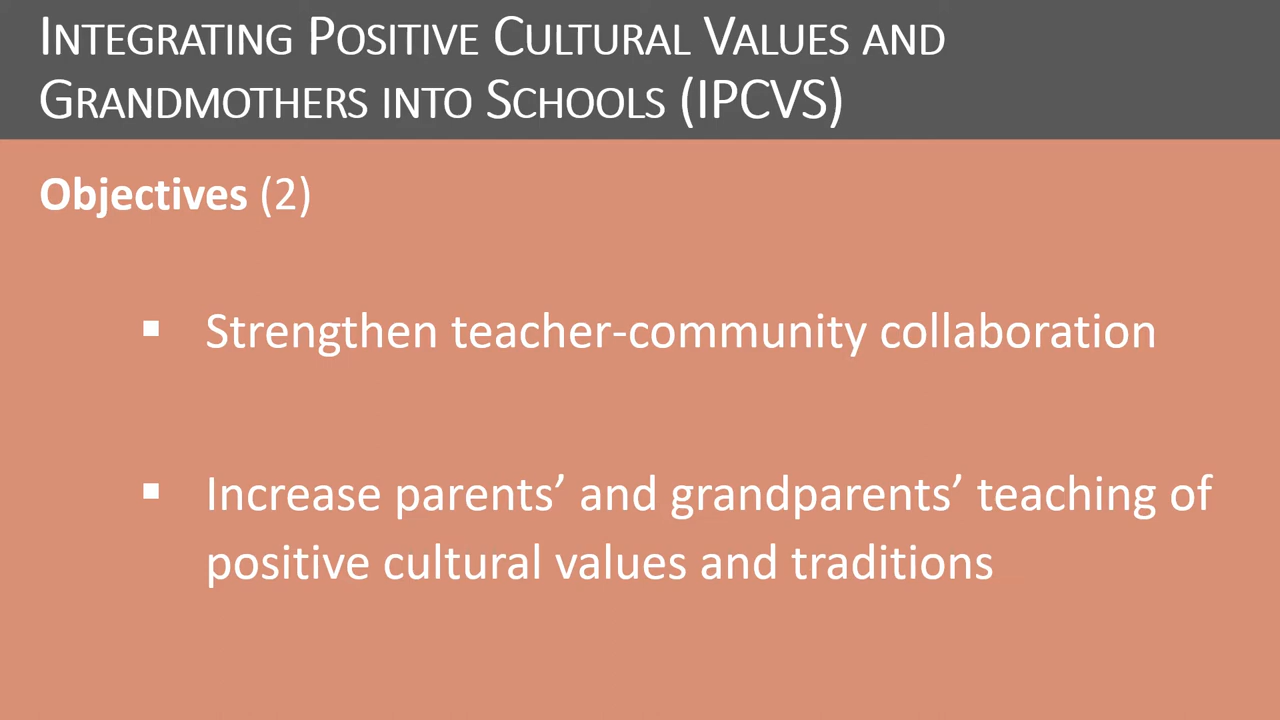 INTEGRATING POSITIVE CULTURAL VALUES AND
GRANDMOTHERS INTO SCHOOLS (IPCVS)
Objectives (2)
▪ Strengthen teacher-community collaboration
▪ Increase parents’ and grandparents’ teaching of
positive cultural values and traditions